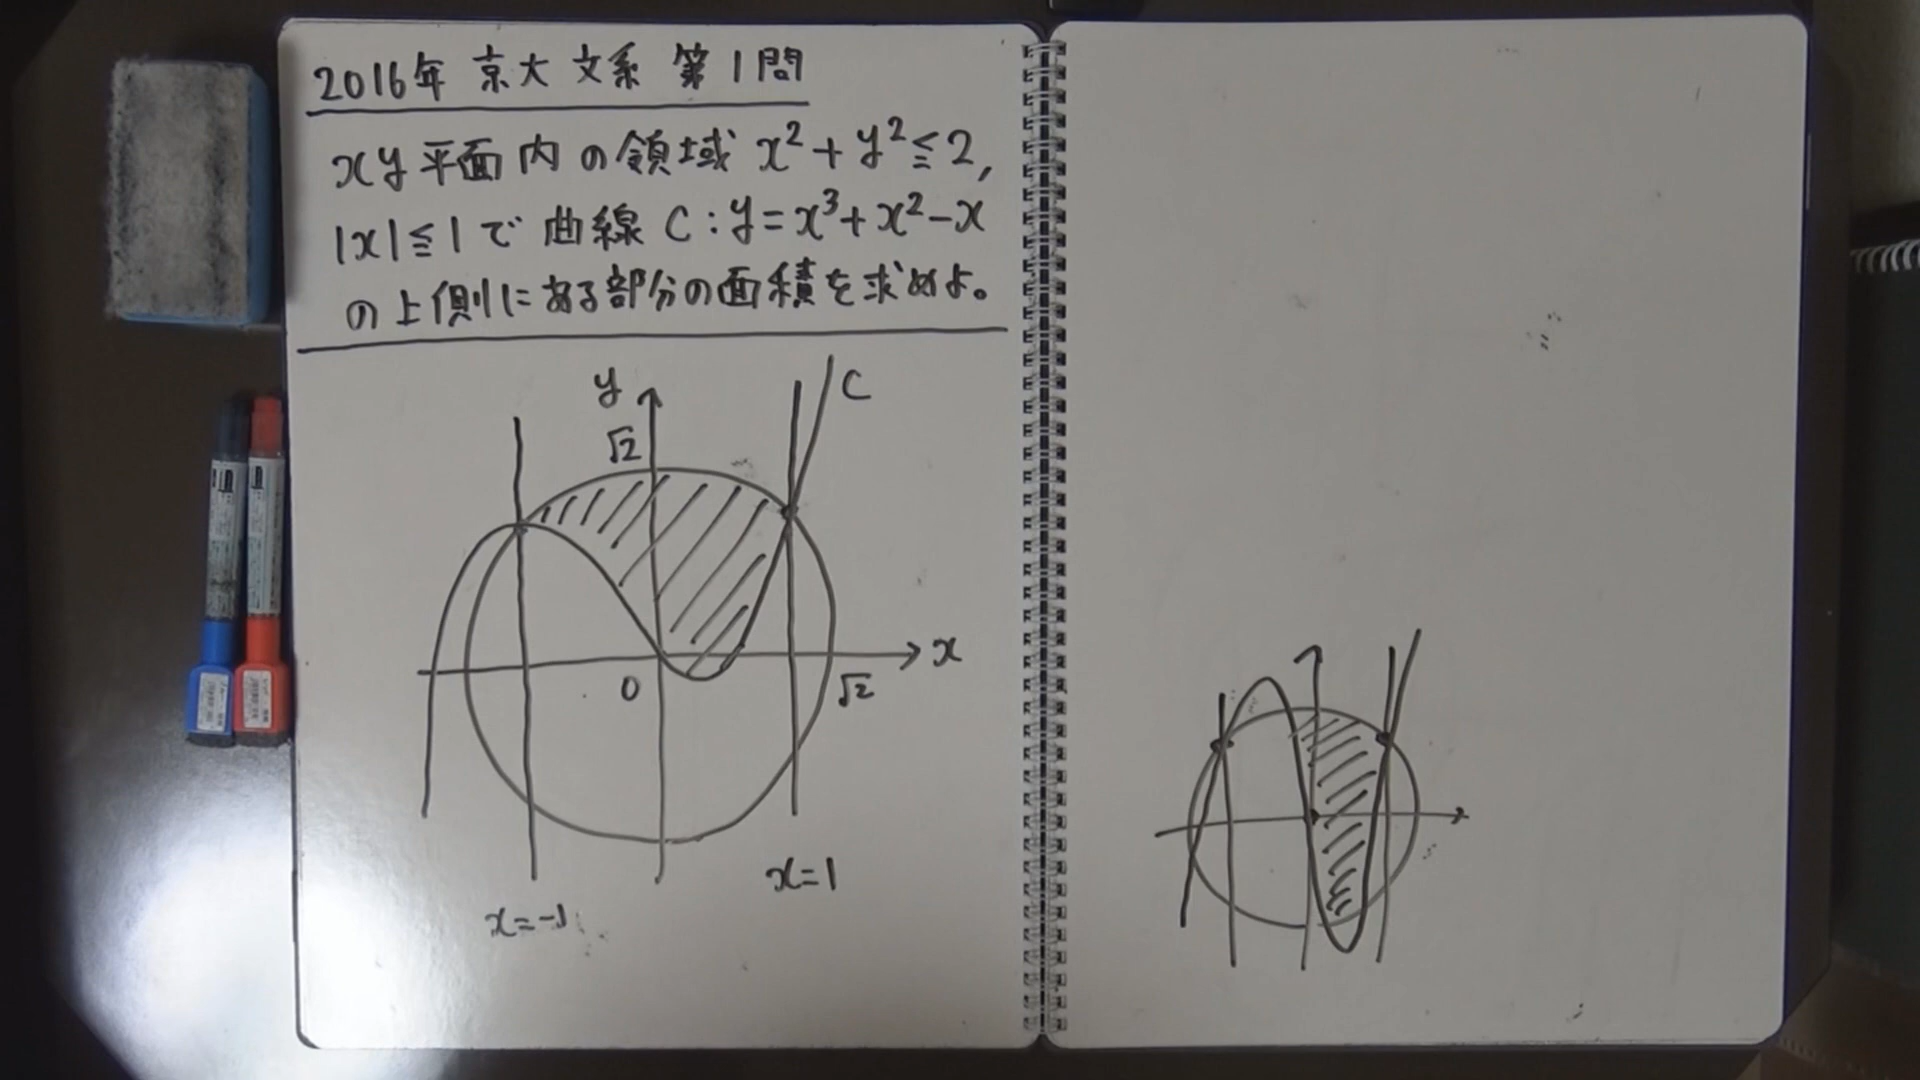 2016年 京大 文系 第1問
xy平面内の領域 x²+y²≦2,
|x|≦1で 曲線 C:y=x³+x²-x
の上側にある部分の面積を求めよ。
y
C
√2
x
0
√2
x=1
x=-1